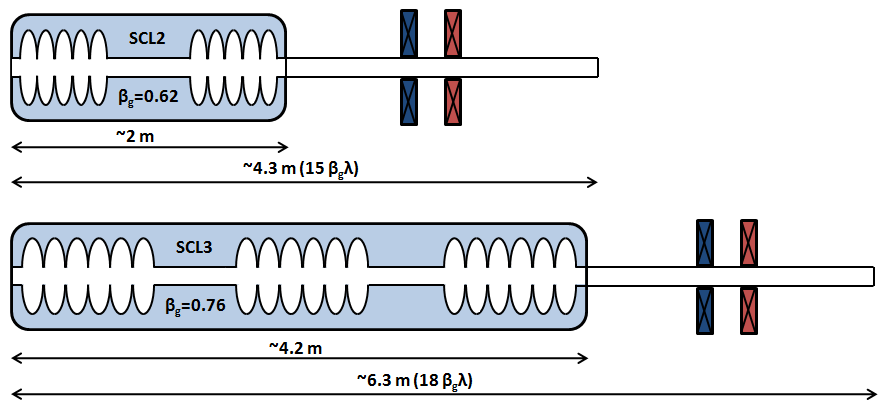 SCL2
βg=0.62
~2 m
~4.3 m (15 βgλ)
SCL3
βg=0.76
~4.2 m
~6.3 m (18 βgλ)